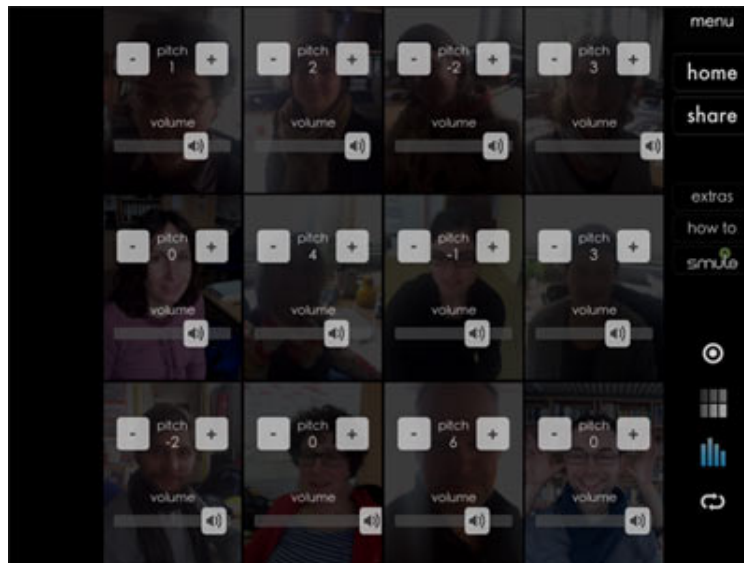 menu
- pitch + - pitch + - pitch + - pitch +
1 2 -2 3
home
share
volume volume volume volume
extras
how to
- pitch + - pitch + - pitch + - pitch +
0 4 -1 3
smule
volume volume volume volume
- pitch + - pitch + - pitch + - pitch +
-2 0 6 0
volume volume volume volume